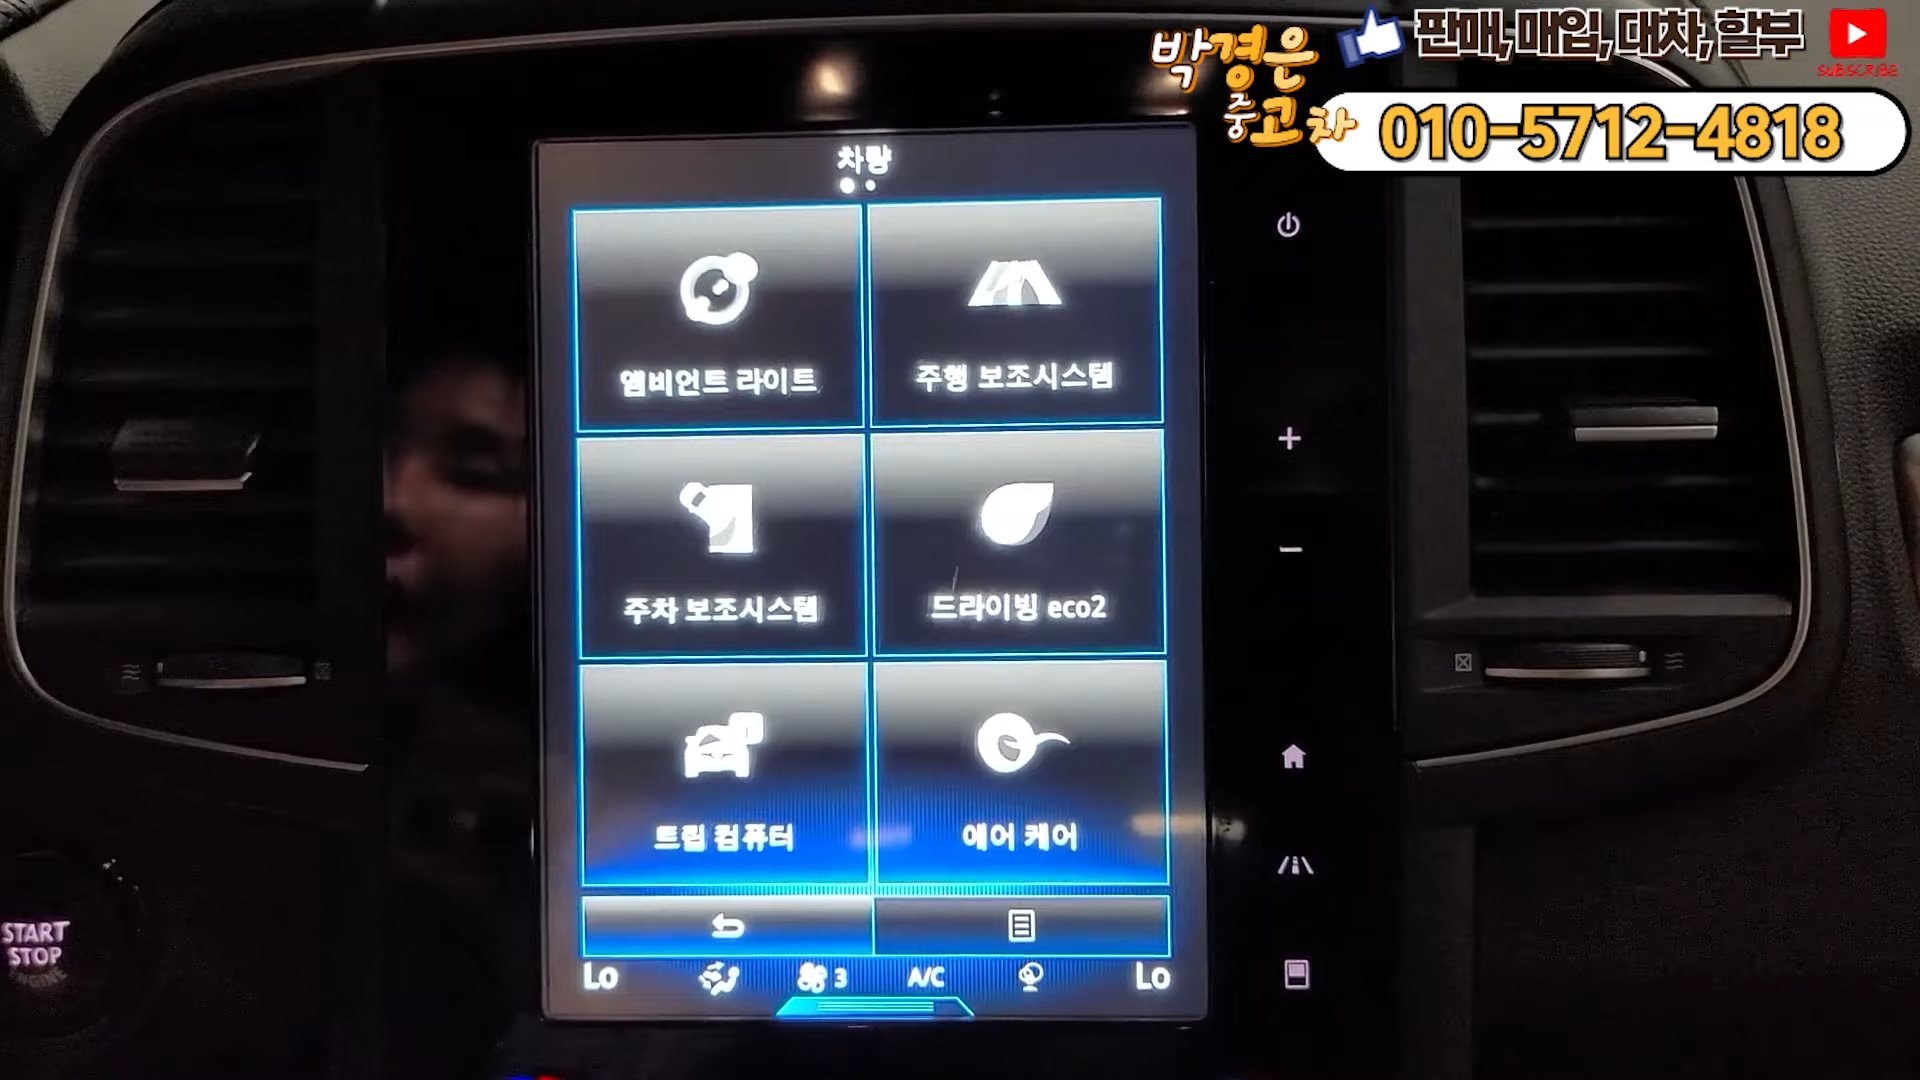 박경은
중고차
판매, 매입, 대차, 할부
SUBSCRIBE
010-5712-4818
차량
엠비언트 라이트
주행 보조시스템
주차 보조시스템
드라이빙 eco2
트립 컴퓨터
에어 케어
Lo
3
A/C
Lo
START
STOP
ENGINE